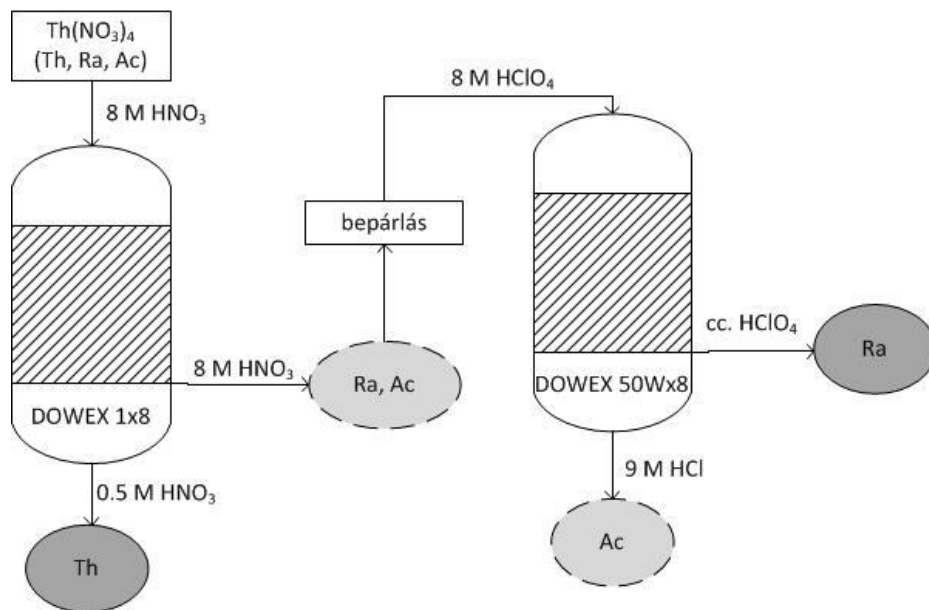 Th(NO₃)₄
(Th, Ra, Ac)
8 M HNO₃
DOWEX 1x8
0.5 M HNO₃
Th
8 M HNO₃
Ra, Ac
bepárlás
8 M HClO₄
DOWEX 50Wx8
cc. HClO₄
Ra
9 M HCl
Ac